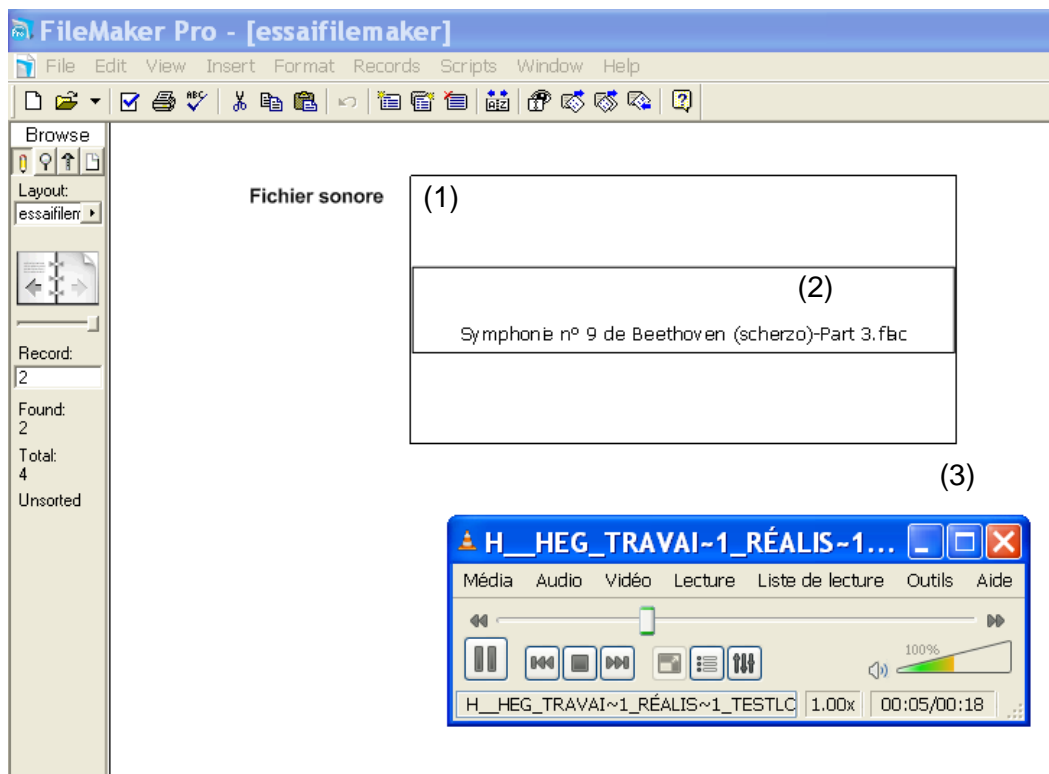 FileMaker Pro - [essaifilemaker]
File Edit View Insert Format Records Scripts Window Help
Browse
Layout:
essaifilem
Record:
2
Found:
2
Total:
4
Unsorted
Fichier sonore
(1)
(2)
Symphonie nº 9 de Beethoven (scherzo)-Part 3.flac
(3)
H__HEG_TRAVAI~1_RÉALIS~1...
Média Audio Vidéo Lecture Liste de lecture Outils Aide
100%
H__HEG_TRAVAI~1_RÉALIS~1_TESTLO 1.00x 00:05/00:18